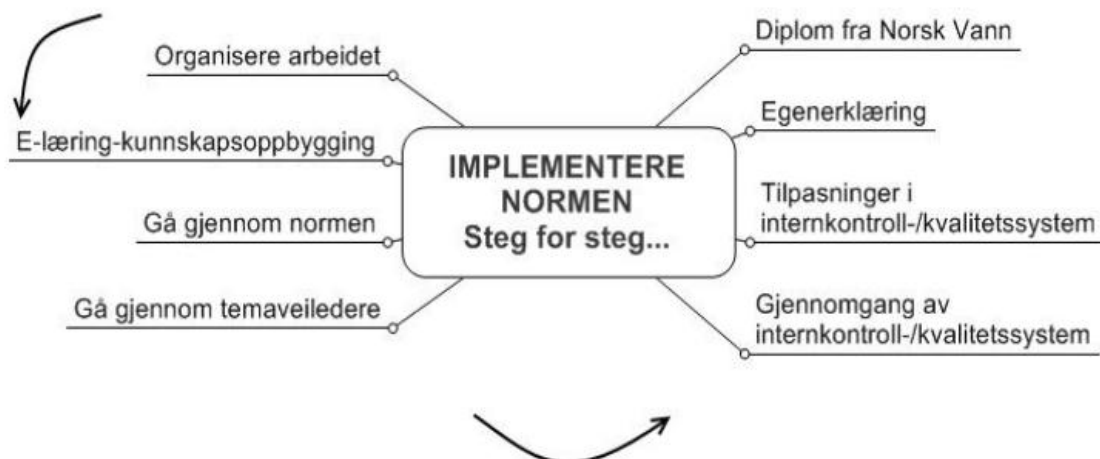 Organisere arbeidet
E-læring-kunnskapsoppbygging
Gå gjennom normen
Gå gjennom temaveiledere
IMPLEMENTERE
NORMEN
Steg for steg...
Diplom fra Norsk Vann
Egenerklæring
Tilpasninger i
internkontroll-/kvalitetssystem
Gjennomgang av
internkontroll-/kvalitetssystem